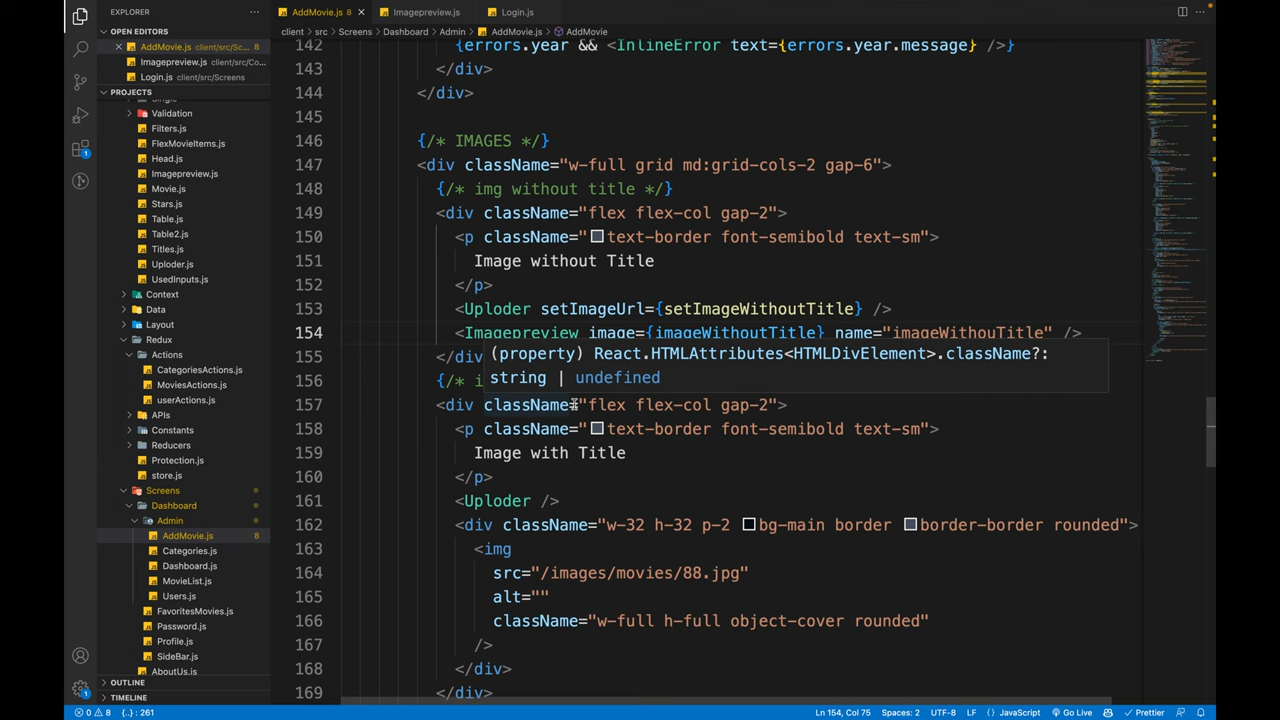 EXPLORER
AddMovie.js 8
Imagepreview.js
Login.js
OPEN EDITORS
AddMovie.js client/src/Sc... 8
Imagepreview.js client/src/Co...
Login.js client/src/Screens
PROJECTS
Single
Validation
Filters.js
FlexMovieItems.js
Head.js
Imagepreview.js
Movie.js
Stars.js
Table.js
Table2.js
Titles.js
Uploder.js
UsedInputs.js
Context
Data
Layout
Redux
Actions
CategoriesActions.js
MoviesActions.js
userActions.js
APIs
Constants
Reducers
Protection.js
store.js
Screens
Dashboard
Admin
AddMovie.js 8
Categories.js
Dashboard.js
MovieList.js
Users.js
FavoritesMovies.js
Password.js
Profile.js
SideBar.js
AboutUs.js
OUTLINE
TIMELINE
client > src > Screens > Dashboard > Admin > AddMovie.js > AddMovie
142 {errors.year && <InlineError text={errors.year.message} />}
143 </div>
144 </div>
145
146 {/* IMAGES */}
147 <div className="w-full grid md:grid-cols-2 gap-6">
148 {/* img without title */}
149 <div className="flex flex-col gap-2">
150 <p className="text-border font-semibold text-sm">
151 Image without Title
152 </p>
153 <Uploder setImageUrl={setImageWithoutTitle} />
154 <Imagepreview image={imageWithoutTitle} name="imageWithouTitle" />
155 </div
(property) React.HTMLAttributes<HTMLDivElement>.className?:
string | undefined
156 {/* i
157 <div className="flex flex-col gap-2">
158 <p className="text-border font-semibold text-sm">
159 Image with Title
160 </p>
161 <Uploder />
162 <div className="w-32 h-32 p-2 bg-main border border-border rounded">
163 <img
164 src="/images/movies/88.jpg"
165 alt=""
166 className="w-full h-full object-cover rounded"
167 />
168 </div>
169 </div>
0 8 {..} : 261
Ln 154, Col 75 Spaces: 2 UTF-8 LF {} JavaScript Go Live Prettier